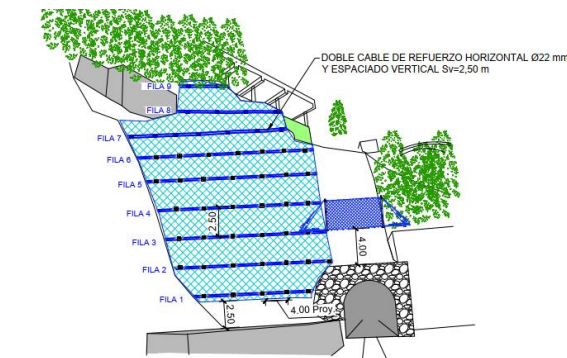 DOBLE CABLE DE REFUERZO HORIZONTAL Ø22 mm
Y ESPACIADO VERTICAL Sv=2,50 m
FILA 9
FILA 8
FILA 7
FILA 6
FILA 5
FILA 4
2.50
FILA 3
4.00
FILA 2
FILA 1
2.50
4.00 Proy.